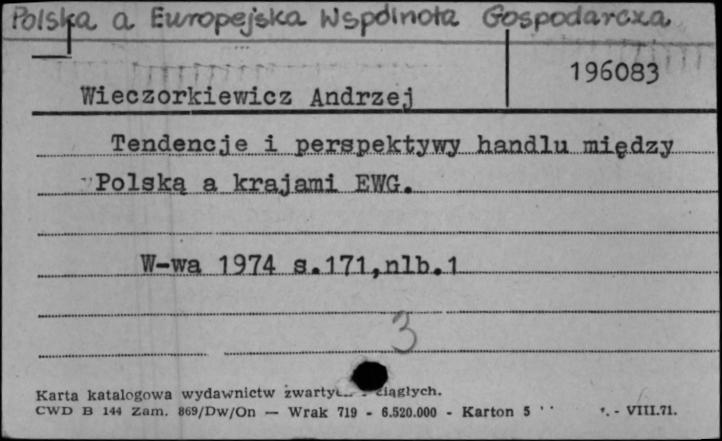 Polska a Europejska Wspólnota Gospodarcza
196083
Wieczorkiewicz Andrzej
Tendencje i perspektywy handlu między
Polską a krajami EWG.
W-wa 1974 s.171,nlb.1
3
Karta katalogowa wydawnictw ciągłych.
CWD B 144 Zam. 869/Dw/On — Wrak 719 - 6.520.000 - Karton 5 - VIII.71.